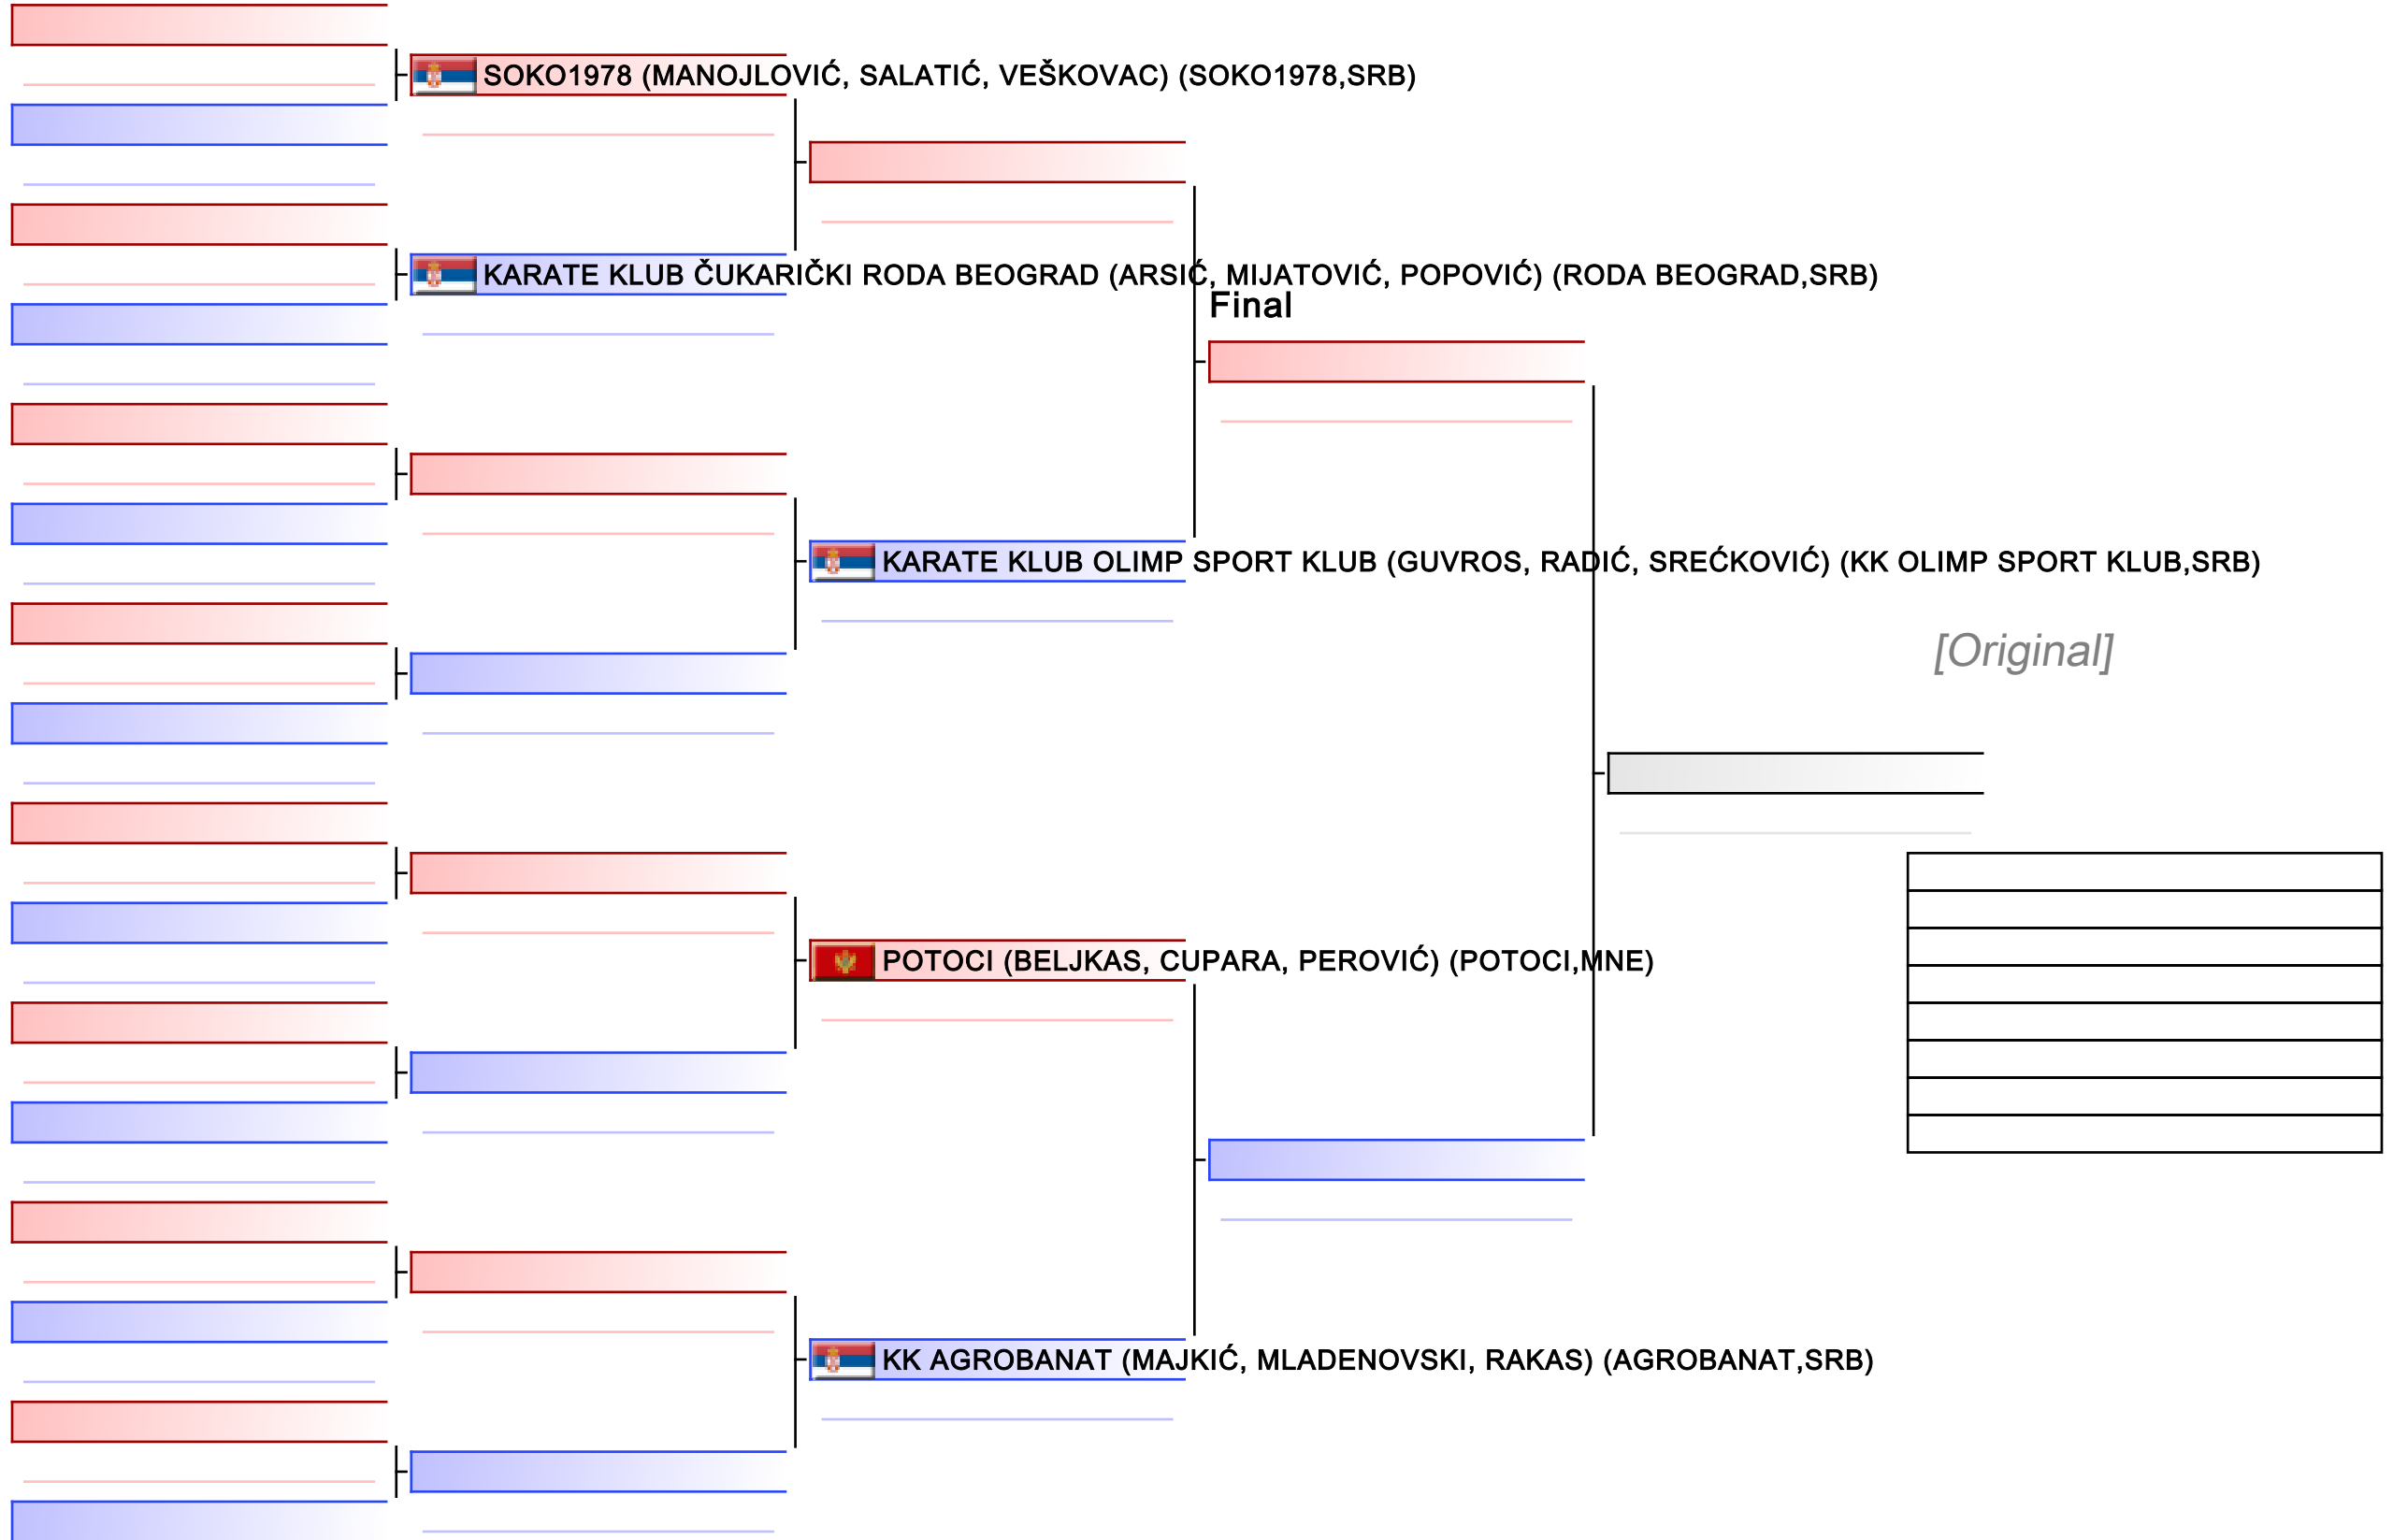 SOKO1978 (MANOJLOVIĆ, SALATIĆ, VEŠKOVAC) (SOKO1978,SRB)
KARATE KLUB ČUKARIČKI RODA BEOGRAD (ARSIĆ, MIJATOVIĆ, POPOVIĆ) (RODA BEOGRAD,SRB)
Final
KARATE KLUB OLIMP SPORT KLUB (GUVROS, RADIĆ, SREĆKOVIĆ) (KK OLIMP SPORT KLUB,SRB)
[Original]
POTOCI (BELJKAS, CUPARA, PEROVIĆ) (POTOCI,MNE)
KK AGROBANAT (MAJKIĆ, MLADENOVSKI, RAKAS) (AGROBANAT,SRB)